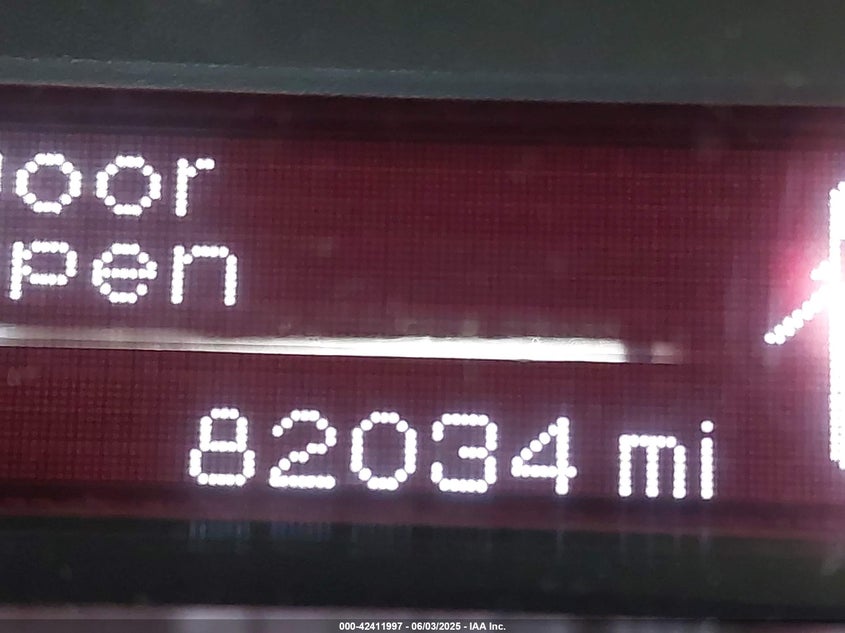 oor
pen
82034 mi
000-42411997 - 06/03/2025 - IAA Inc.